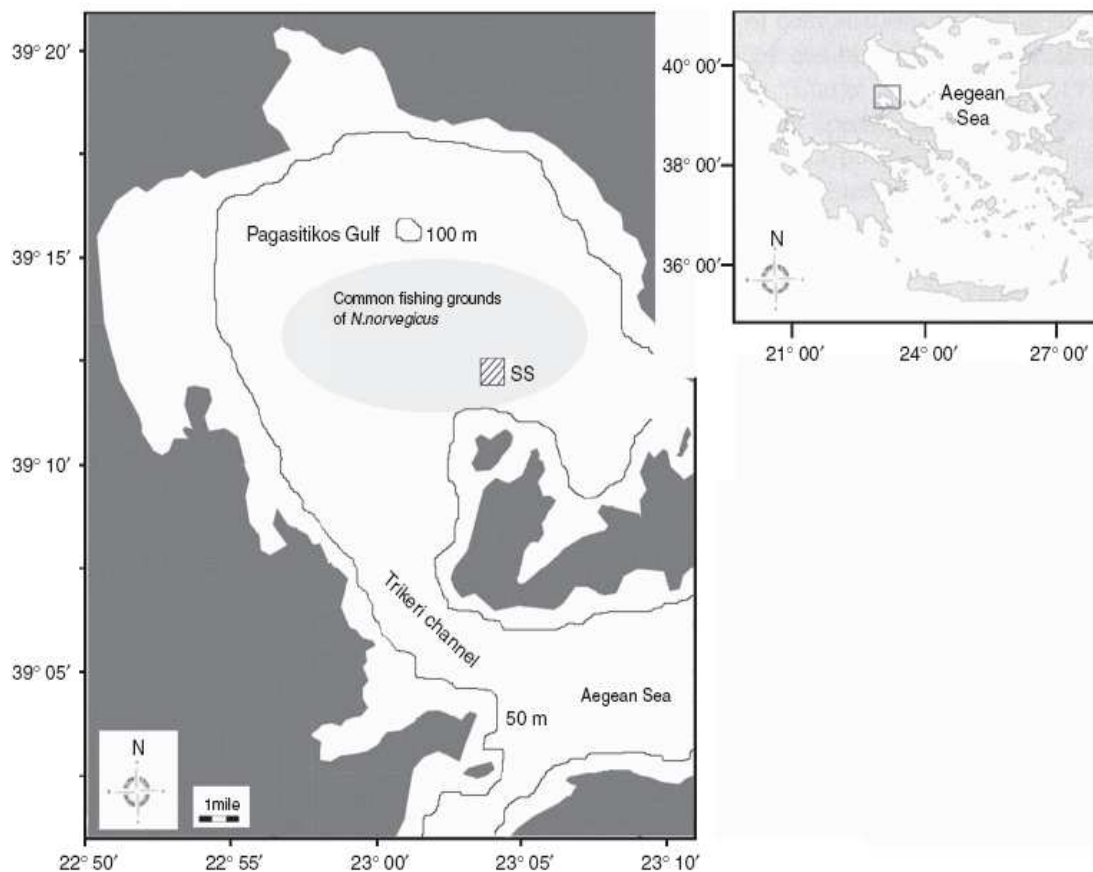 39° 20′
39° 15′
39° 10′
39° 05′
22° 50′
22° 55′
23° 00′
23° 05′
23° 10′
Pagasitikos Gulf
100 m
Common fishing grounds
of N.norvegicus
SS
Trikeri channel
Aegean Sea
50 m
N
1mile
40° 00′
38° 00′
36° 00′
21° 00′
24° 00′
27° 00′
Aegean
Sea
N